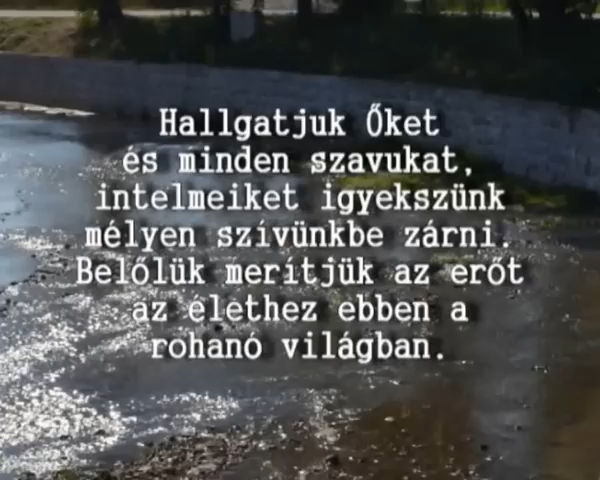 Hallgatjuk Őket
és minden szavukat,
intelmeiket igyekszünk
mélyen szívünkbe zárni.
Belőlük merítjük az erőt
az élethez ebben a
rohanó világban.